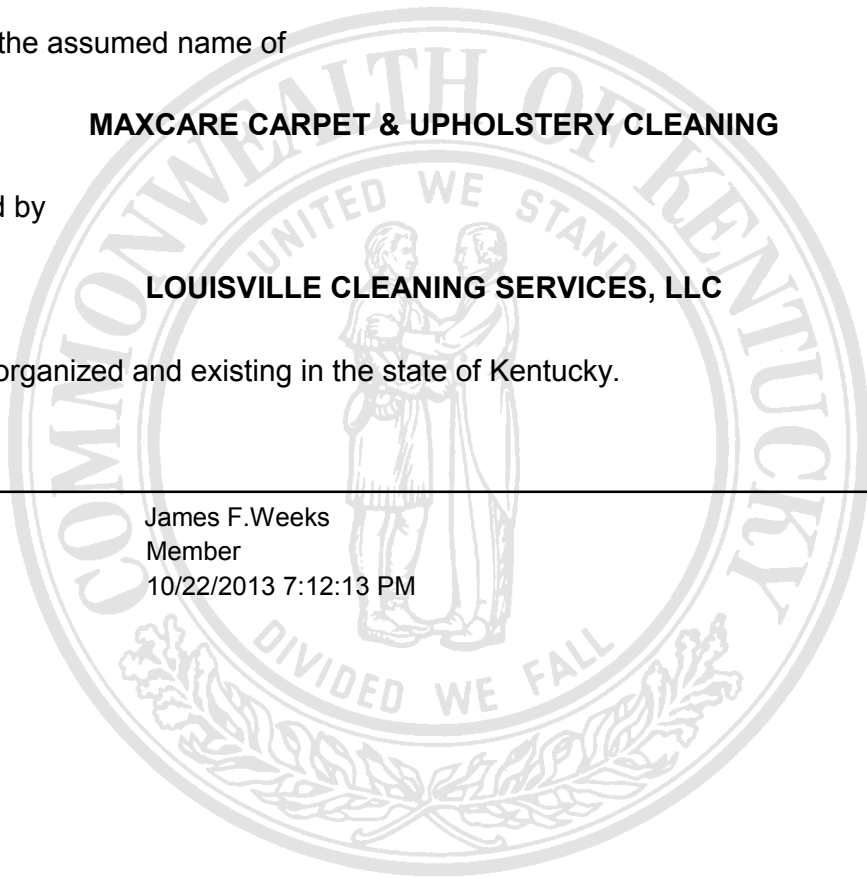 the assumed name of
MAXCARE CARPET & UPHOLSTERY CLEANING
d by
LOUISVILLE CLEANING SERVICES, LLC
organized and existing in the state of Kentucky.
James F.Weeks
Member
10/22/2013 7:12:13 PM
COMMONWEALTH OF KENTUCKY
UNITED WE STAND
DIVIDED WE FALL